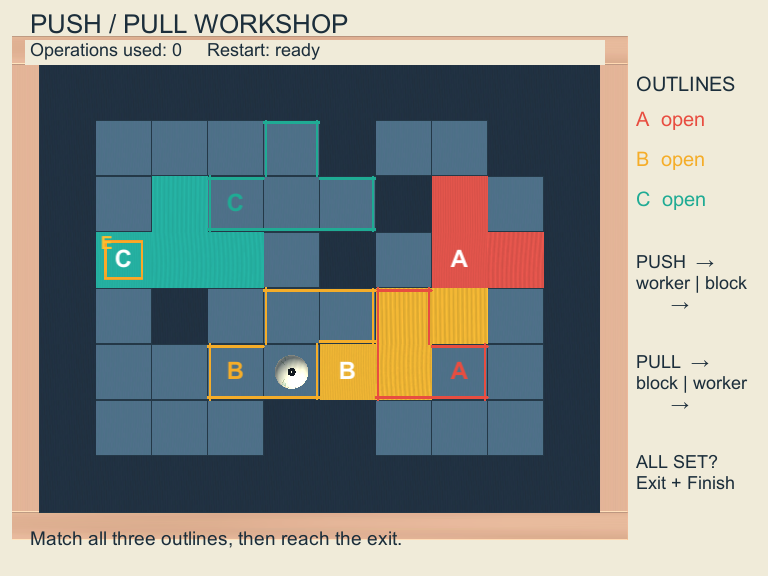 PUSH / PULL WORKSHOP
Operations used: 0 Restart: ready
OUTLINES
A open
B open
C open
C
E
C
A
B
B
A
PUSH →
worker | block
→
PULL →
block | worker
→
ALL SET?
Exit + Finish
Match all three outlines, then reach the exit.